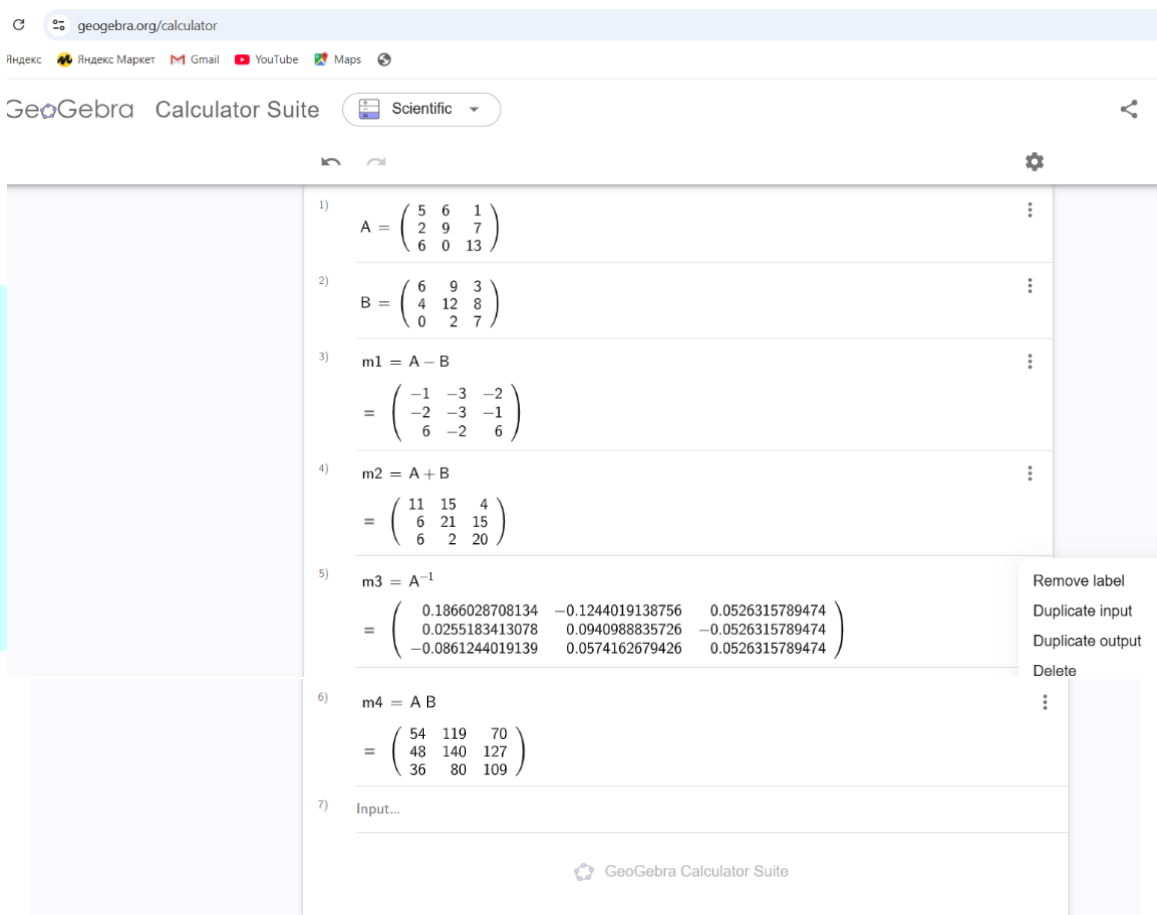 geogebra.org/calculator
Яндекс Яндекс Маркет Gmail YouTube Maps
GeoGebra Calculator Suite Scientific
1)
A = ( 5 6 1
2 9 7
6 0 13 )
2)
B = ( 6 9 3
4 12 8
0 2 7 )
3) m1 = A − B
= ( −1 −3 −2
−2 −3 −1
6 −2 6 )
4) m2 = A + B
= ( 11 15 4
6 21 15
6 2 20 )
5) m3 = A⁻¹
= ( 0.1866028708134 −0.1244019138756 0.0526315789474
0.0255183413078 0.0940988835726 −0.0526315789474
−0.0861244019139 0.0574162679426 0.0526315789474 )
Remove label
Duplicate input
Duplicate output
Delete
6) m4 = A B
= ( 54 119 70
48 140 127
36 80 109 )
7) Input...
GeoGebra Calculator Suite